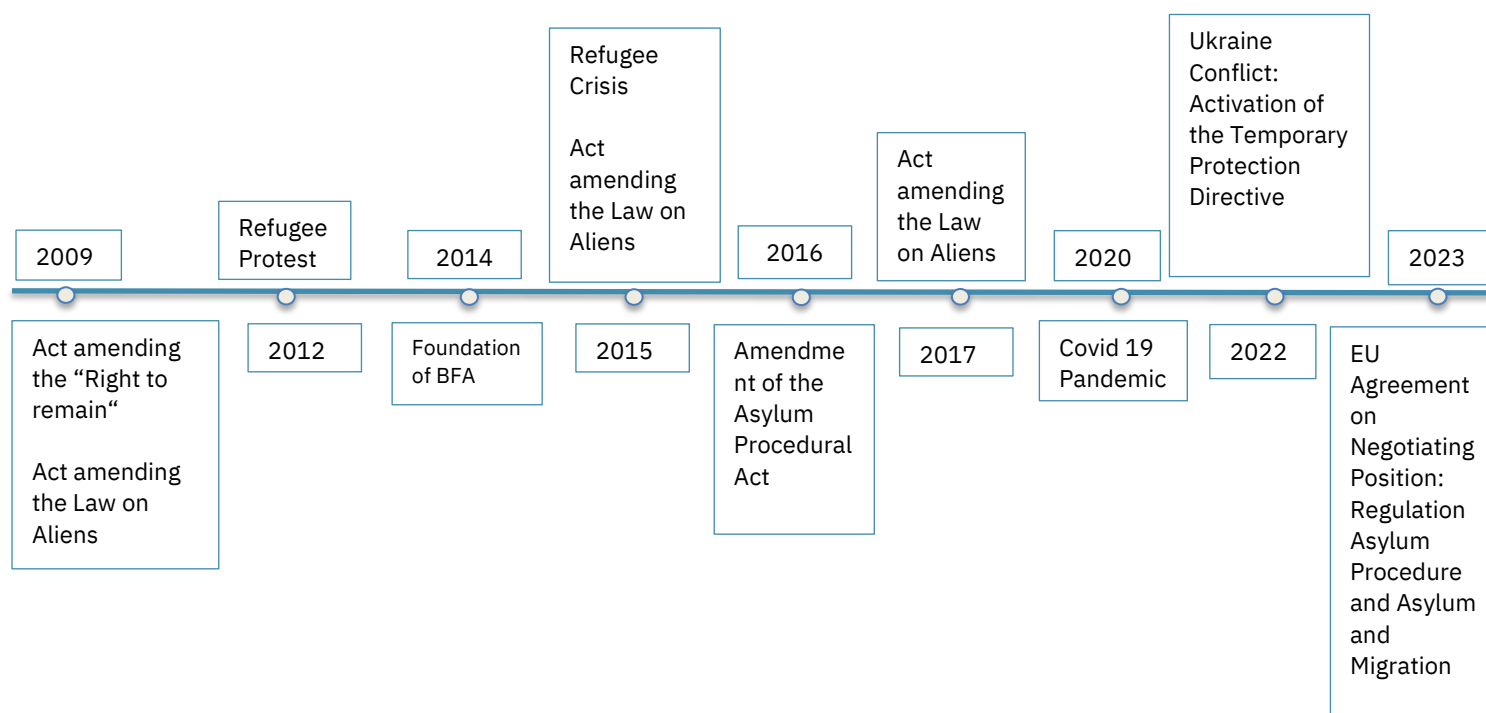 2009
Act amending
the “Right to
remain“
Act amending
the Law on
Aliens
Refugee
Protest
2012
2014
Foundation
of BFA
Refugee
Crisis
Act
amending
the Law on
Aliens
2015
2016
Amendme
nt of the
Asylum
Procedural
Act
Act
amending
the Law
on Aliens
2017
2020
Covid 19
Pandemic
Ukraine
Conflict:
Activation of
the Temporary
Protection
Directive
2022
2023
EU
Agreement
on
Negotiating
Position:
Regulation
Asylum
Procedure
and Asylum
and
Migration